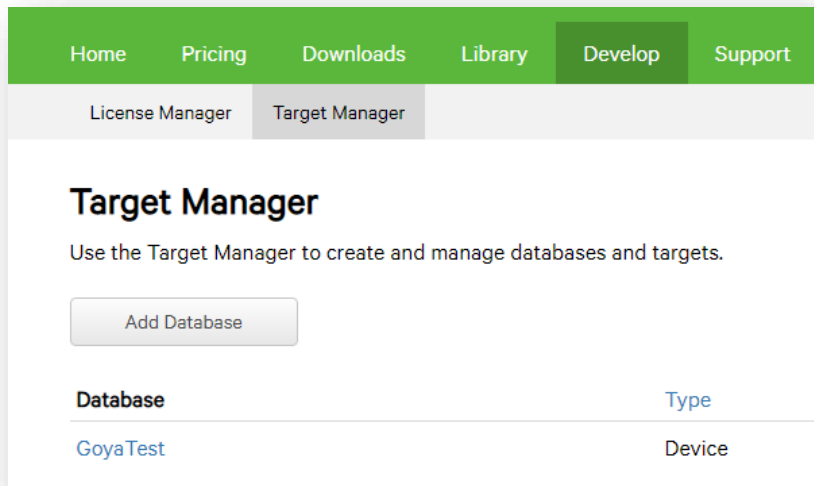 Home Pricing Downloads Library Develop Support
License Manager Target Manager
Target Manager
Use the Target Manager to create and manage databases and targets.
Add Database
Database Type
GoyaTest Device